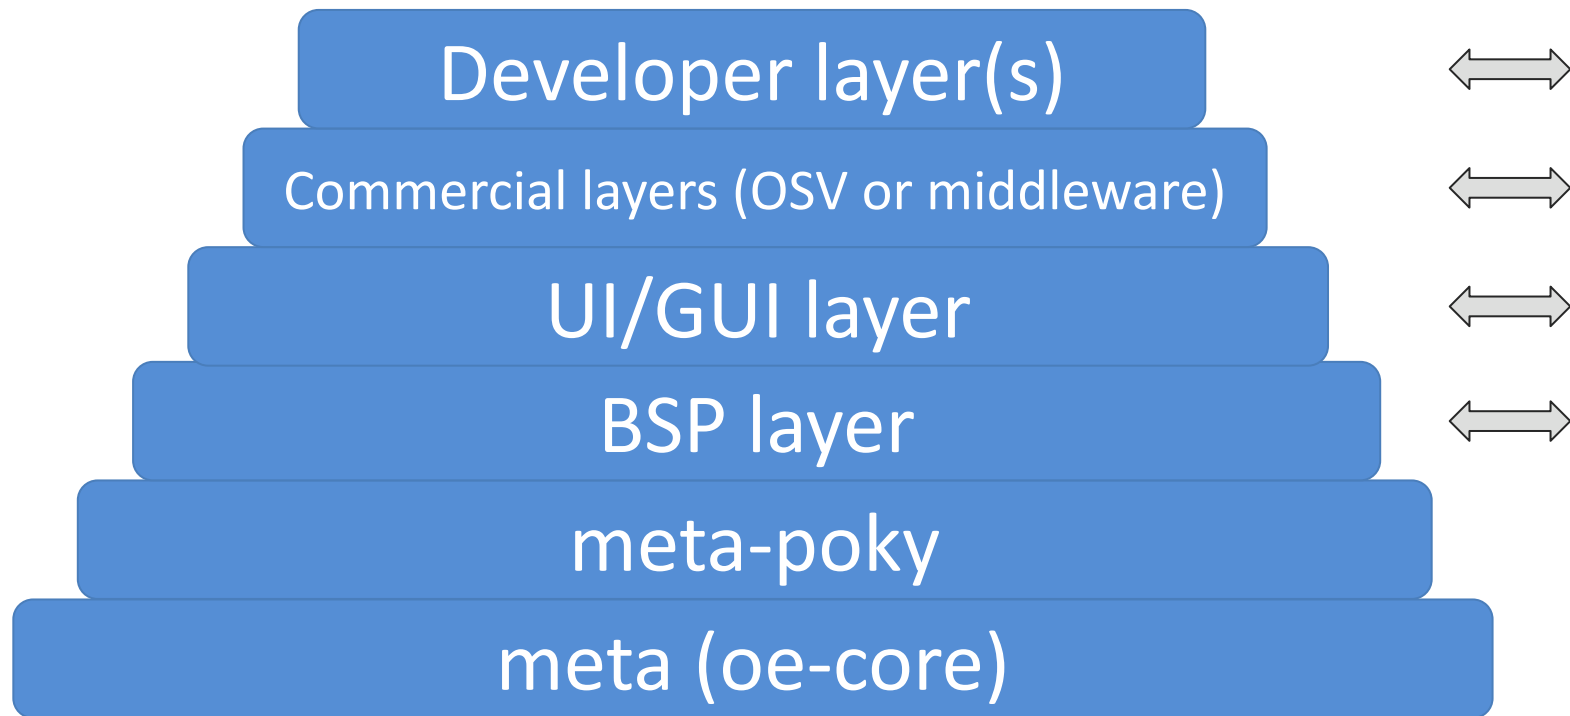 Developer layer(s)
Commercial layers (OSV or middleware)
UI/GUI layer
BSP layer
meta-poky
meta (oe-core)